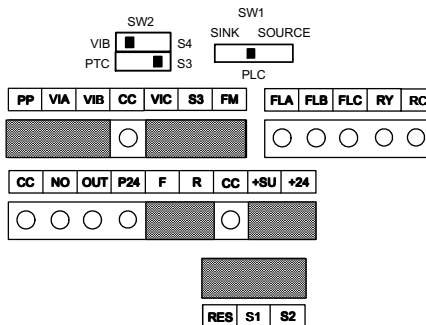 SW2 SW1
VIB S4 SINK SOURCE
PTC S3
PLC
PP VIA VIB CC VIC S3 FM FLA FLB FLC RY RC
CC NO OUT P24 F R CC +SU +24
RES S1 S2